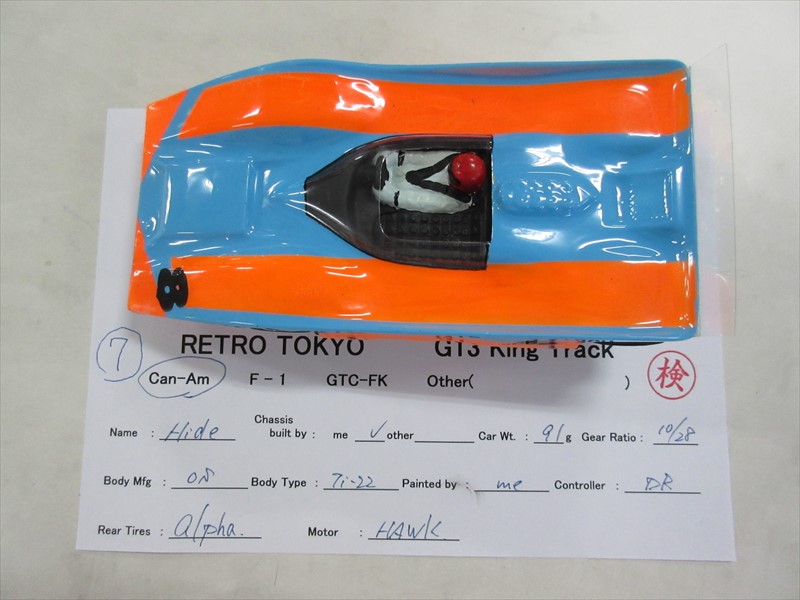 8
7 RETRO TOKYO GT3 King Track
Can-Am F-1 GTC-FK Other( ) 検
Name : Hide Chassis built by : me ✓ other Car Wt. : 91 g Gear Ratio : 10/28
Body Mfg : Body Type : Ti-22 Painted by : me Controller : DR
Rear Tires : alpha. Motor : HAWK